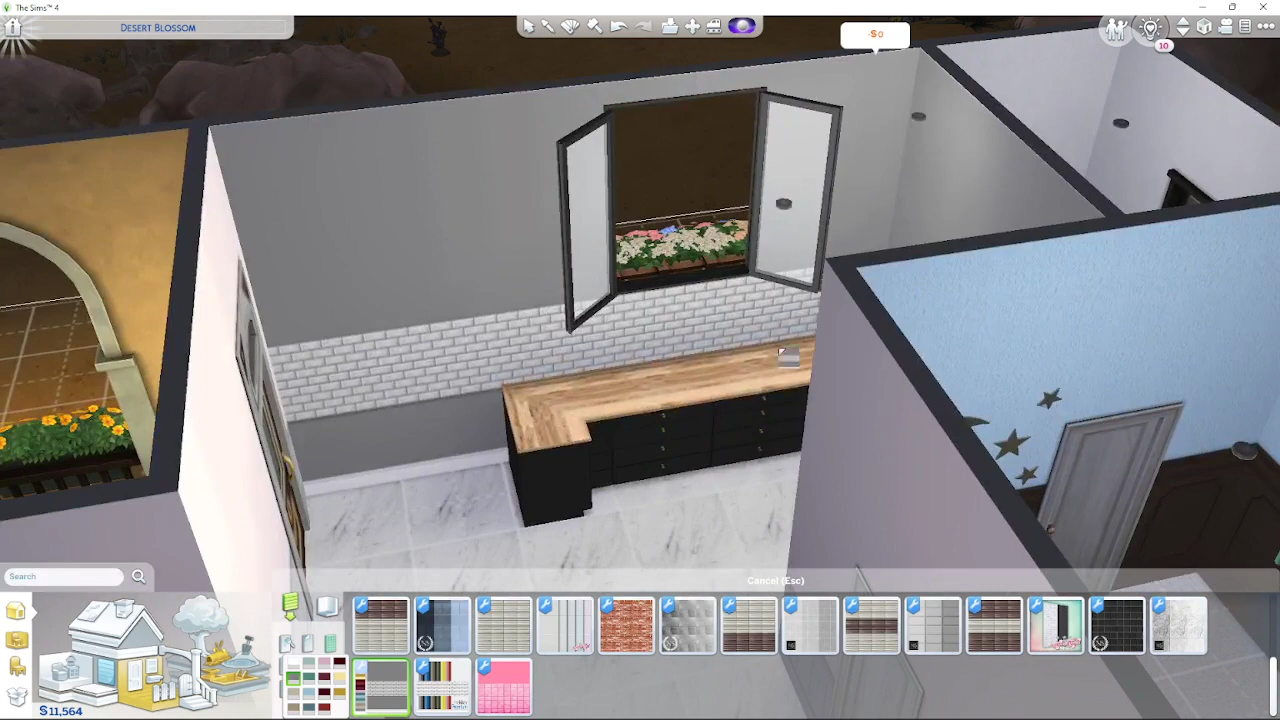 The Sims™ 4
DESERT BLOSSOM
-$0
10
Cancel (Esc)
Search
$11,564